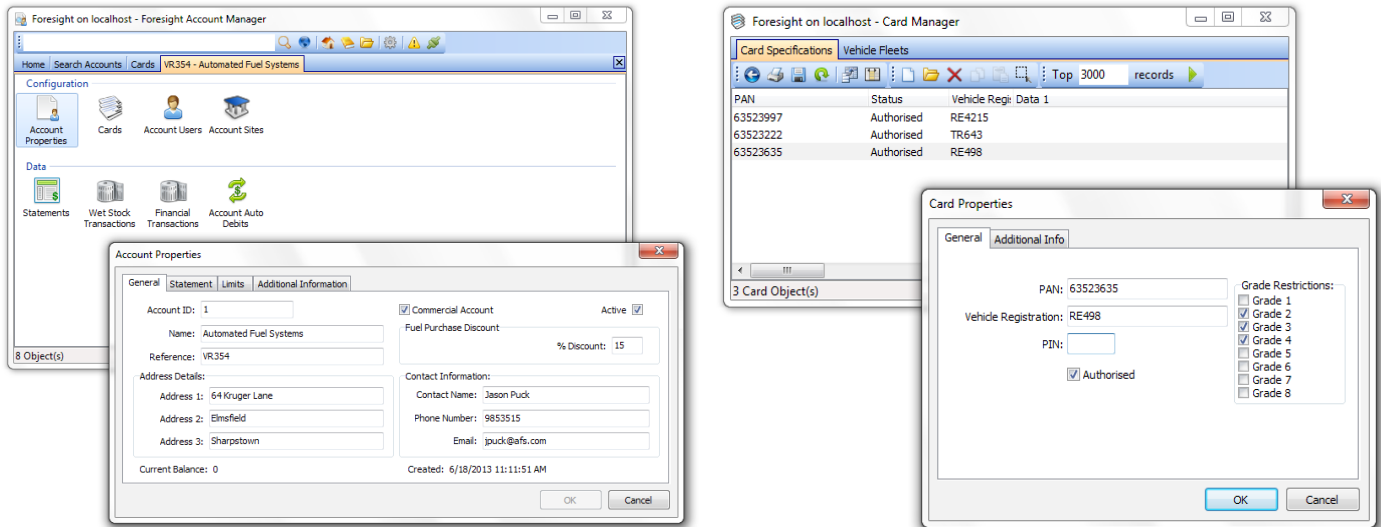 Foresight on localhost - Foresight Account Manager
Home Search Accounts Cards VR354 - Automated Fuel Systems
Configuration
Account Properties Cards Account Users Account Sites
Data
Statements Wet Stock Transactions Financial Transactions Account Auto Debits
8 Object(s)
Account Properties
General Statement Limits Additional Information
Account ID: 1
Commercial Account Active
Name: Automated Fuel Systems
Fuel Purchase Discount
% Discount: 15
Reference: VR354
Address Details:
Contact Information:
Address 1: 64 Kruger Lane
Contact Name: Jason Puck
Address 2: Elmsfield
Phone Number: 9853515
Address 3: Sharpstown
Email: jpuck@afs.com
Current Balance: 0
Created: 6/18/2013 11:11:51 AM
OK Cancel
Foresight on localhost - Card Manager
Card Specifications Vehicle Fleets
Top 3000 records
PAN Status Vehicle Regi: Data 1
63523997 Authorised RE4215
63523222 Authorised TR643
63523635 Authorised RE498
3 Card Object(s)
Card Properties
General Additional Info
PAN: 63523635
Vehicle Registration: RE498
PIN:
Authorised
Grade Restrictions:
Grade 1
Grade 2
Grade 3
Grade 4
Grade 5
Grade 6
Grade 7
Grade 8
OK Cancel